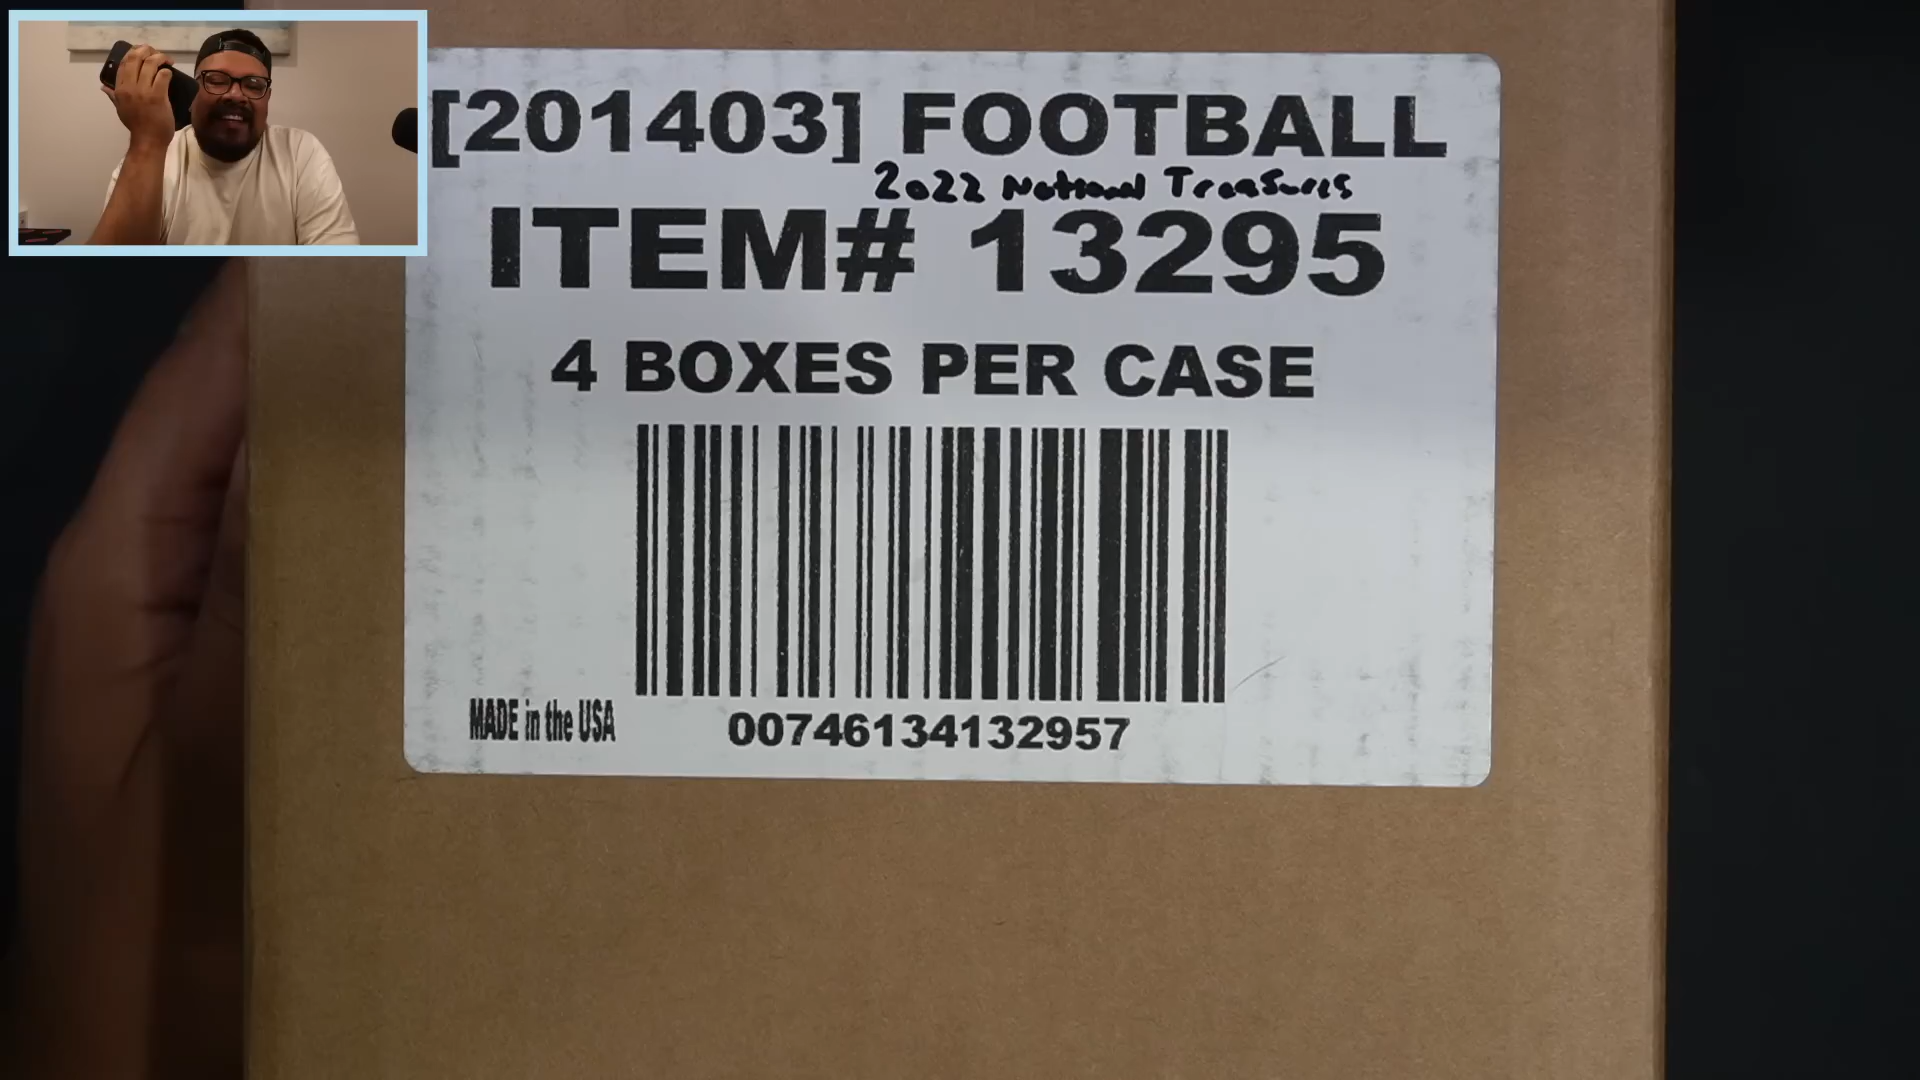 [201403] FOOTBALL
2022 National Treasures
ITEM# 13295
4 BOXES PER CASE
MADE in the USA
00746134132957